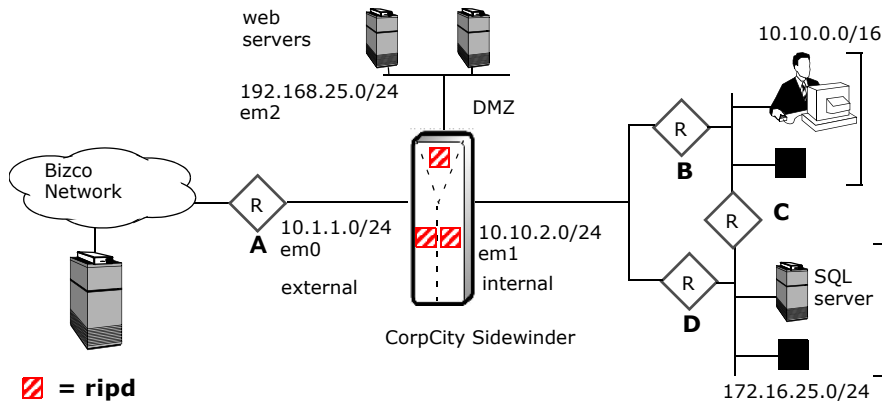 web
servers
10.10.0.0/16
192.168.25.0/24
em2
DMZ
Bizco
Network
R
A
10.1.1.0/24
em0
external
10.10.2.0/24
em1
internal
R
B
R
C
R
D
SQL
server
CorpCity Sidewinder
= ripd
172.16.25.0/24